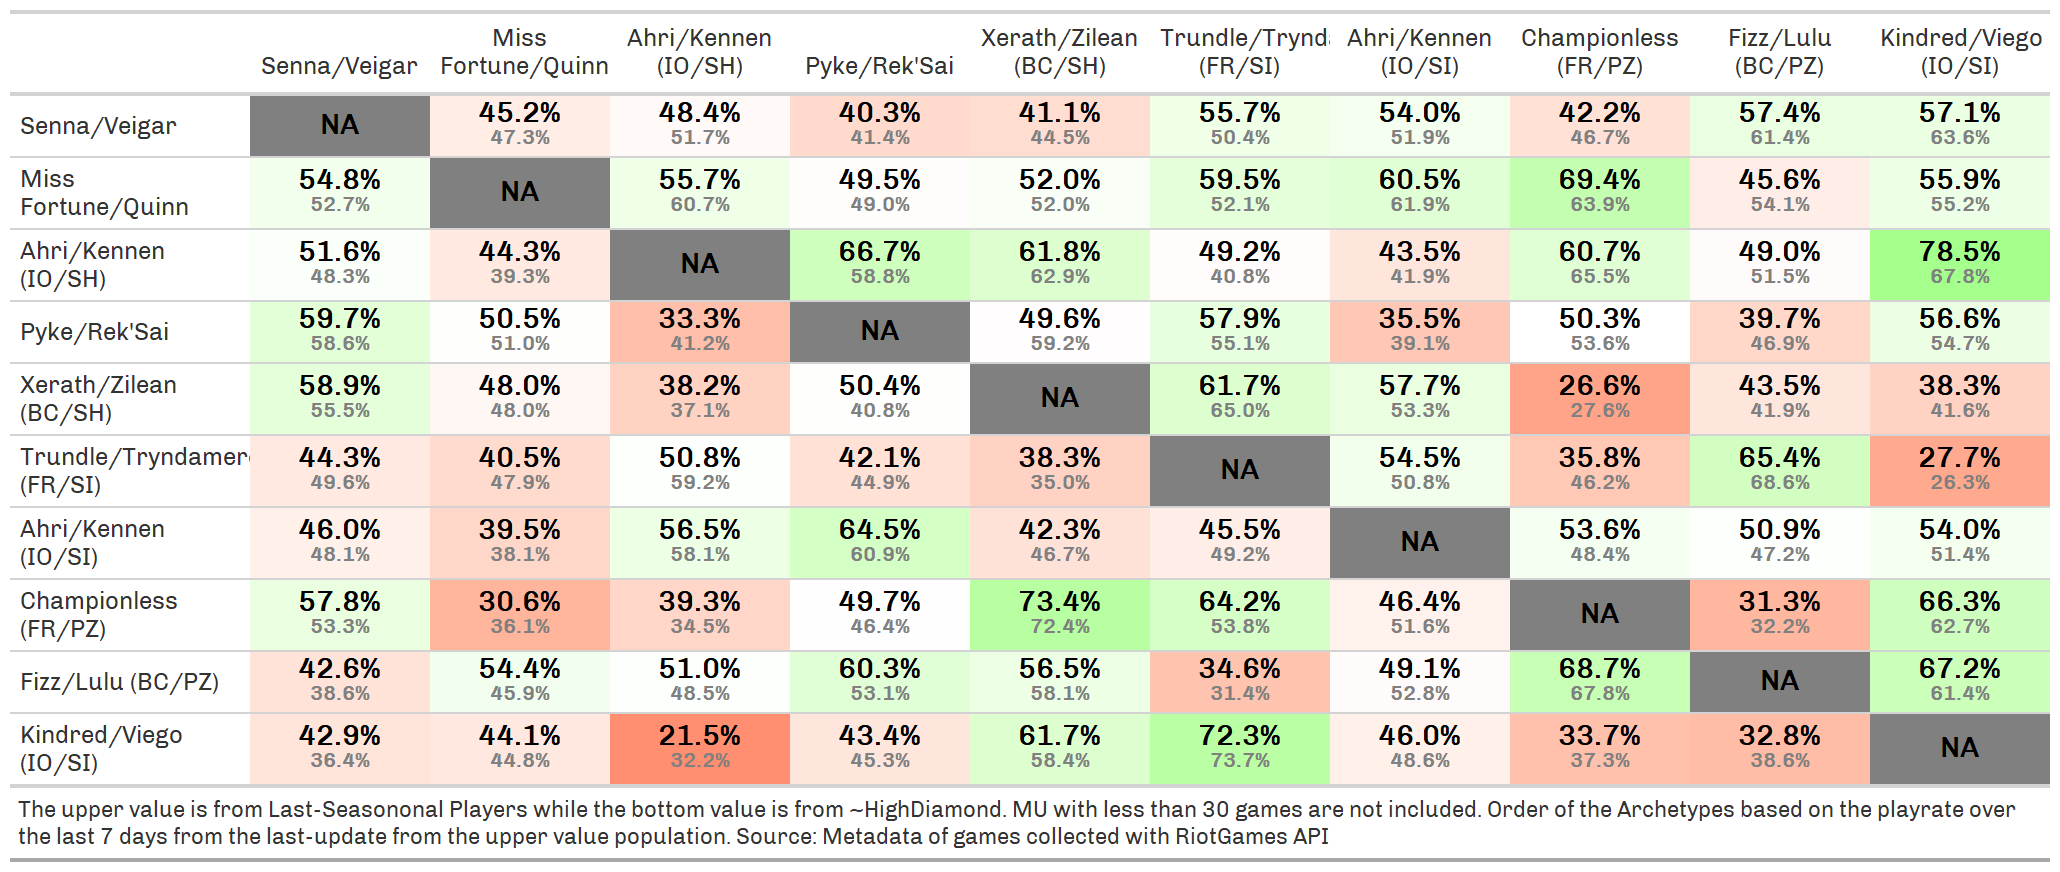 Miss Ahri/Kennen Xerath/Zilean Trundle/Trynd Ahri/Kennen Championless Fizz/Lulu Kindred/Viego
Senna/Veigar Fortune/Quinn (IO/SH) Pyke/Rek'Sai (BC/SH) (FR/SI) (IO/SI) (FR/PZ) (BC/PZ) (IO/SI)
Senna/Veigar NA 45.2% 48.4% 40.3% 41.1% 55.7% 54.0% 42.2% 57.4% 57.1%
47.3% 51.7% 41.4% 44.5% 50.4% 51.9% 46.7% 61.4% 63.6%
Miss 54.8% NA 55.7% 49.5% 52.0% 59.5% 60.5% 69.4% 45.6% 55.9%
Fortune/Quinn 52.7% 60.7% 49.0% 52.0% 52.1% 61.9% 63.9% 54.1% 55.2%
Ahri/Kennen 51.6% 44.3% NA 66.7% 61.8% 49.2% 43.5% 60.7% 49.0% 78.5%
(IO/SH) 48.3% 39.3% 58.8% 62.9% 40.8% 41.9% 65.5% 51.5% 67.8%
Pyke/Rek'Sai 59.7% 50.5% 33.3% NA 49.6% 57.9% 35.5% 50.3% 39.7% 56.6%
58.6% 51.0% 41.2% 59.2% 55.1% 39.1% 53.6% 46.9% 54.7%
Xerath/Zilean 58.9% 48.0% 38.2% 50.4% NA 61.7% 57.7% 26.6% 43.5% 38.3%
(BC/SH) 55.5% 48.0% 37.1% 40.8% 65.0% 53.3% 27.6% 41.9% 41.6%
Trundle/Tryndamer 44.3% 40.5% 50.8% 42.1% 38.3% NA 54.5% 35.8% 65.4% 27.7%
(FR/SI) 49.6% 47.9% 59.2% 44.9% 35.0% 50.8% 46.2% 68.6% 26.3%
Ahri/Kennen 46.0% 39.5% 56.5% 64.5% 42.3% 45.5% NA 53.6% 50.9% 54.0%
(IO/SI) 48.1% 38.1% 58.1% 60.9% 46.7% 49.2% 48.4% 47.2% 51.4%
Championless 57.8% 30.6% 39.3% 49.7% 73.4% 64.2% 46.4% NA 31.3% 66.3%
(FR/PZ) 53.3% 36.1% 34.5% 46.4% 72.4% 53.8% 51.6% 32.2% 62.7%
Fizz/Lulu (BC/PZ) 42.6% 54.4% 51.0% 60.3% 56.5% 34.6% 49.1% 68.7% NA 67.2%
38.6% 45.9% 48.5% 53.1% 58.1% 31.4% 52.8% 67.8% 61.4%
Kindred/Viego 42.9% 44.1% 21.5% 43.4% 61.7% 72.3% 46.0% 33.7% 32.8% NA
(IO/SI) 36.4% 44.8% 32.2% 45.3% 58.4% 73.7% 48.6% 37.3% 38.6%
The upper value is from Last-Seasononal Players while the bottom value is from ~HighDiamond. MU with less than 30 games are not included. Order of the Archetypes based on the playrate over
the last 7 days from the last-update from the upper value population. Source: Metadata of games collected with RiotGames API